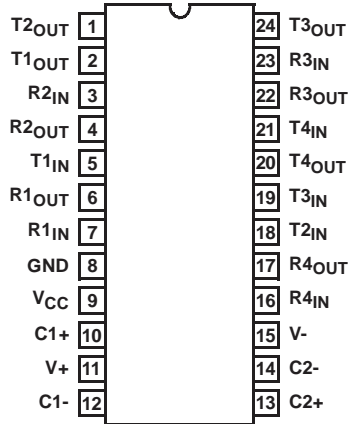 T2OUT 1 24 T3OUT
T1OUT 2 23 R3IN
R2IN 3 22 R3OUT
R2OUT 4 21 T4IN
T1IN 5 20 T4OUT
R1OUT 6 19 T3IN
R1IN 7 18 T2IN
GND 8 17 R4OUT
VCC 9 16 R4IN
C1+ 10 15 V-
V+ 11 14 C2-
C1- 12 13 C2+